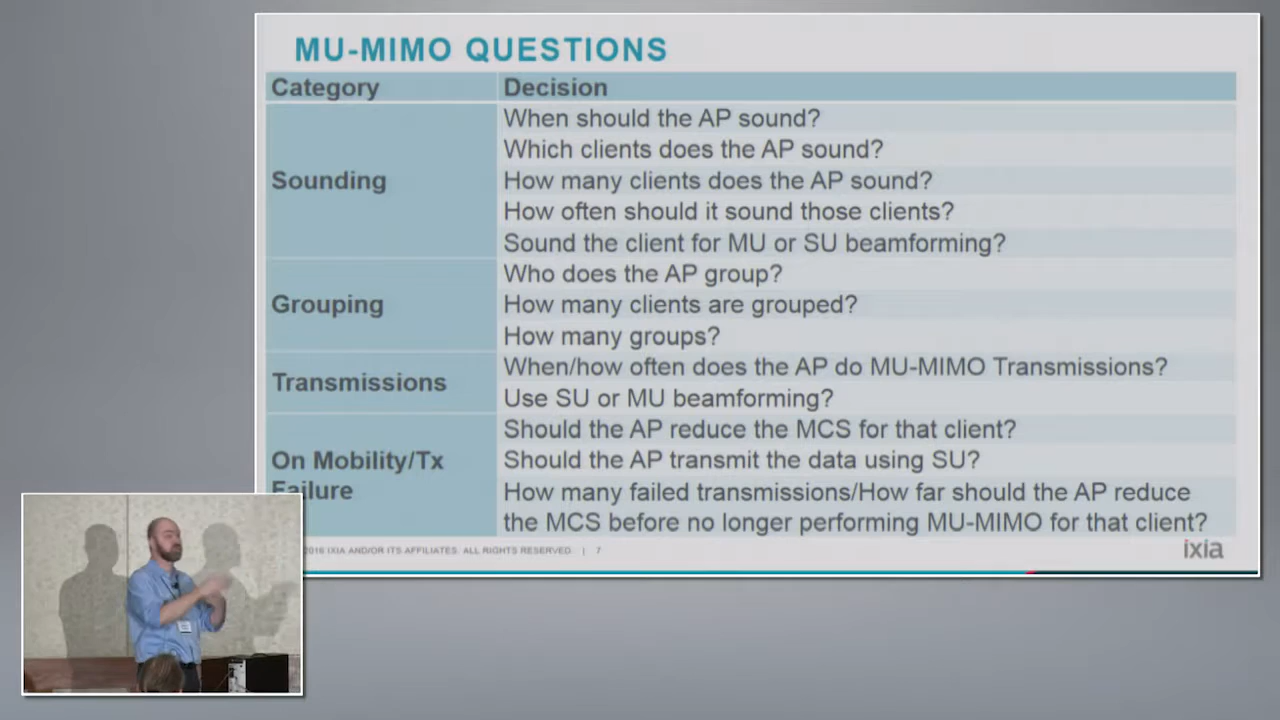 MU-MIMO QUESTIONS
Category
Decision
Sounding
When should the AP sound?
Which clients does the AP sound?
How many clients does the AP sound?
How often should it sound those clients?
Sound the client for MU or SU beamforming?
Grouping
Who does the AP group?
How many clients are grouped?
How many groups?
Transmissions
When/how often does the AP do MU-MIMO Transmissions?
Use SU or MU beamforming?
On Mobility/Tx
Failure
Should the AP reduce the MCS for that client?
Should the AP transmit the data using SU?
How many failed transmissions/How far should the AP reduce
the MCS before no longer performing MU-MIMO for that client?
2016 IXIA AND/OR ITS AFFILIATES. ALL RIGHTS RESERVED. | 7
ixia